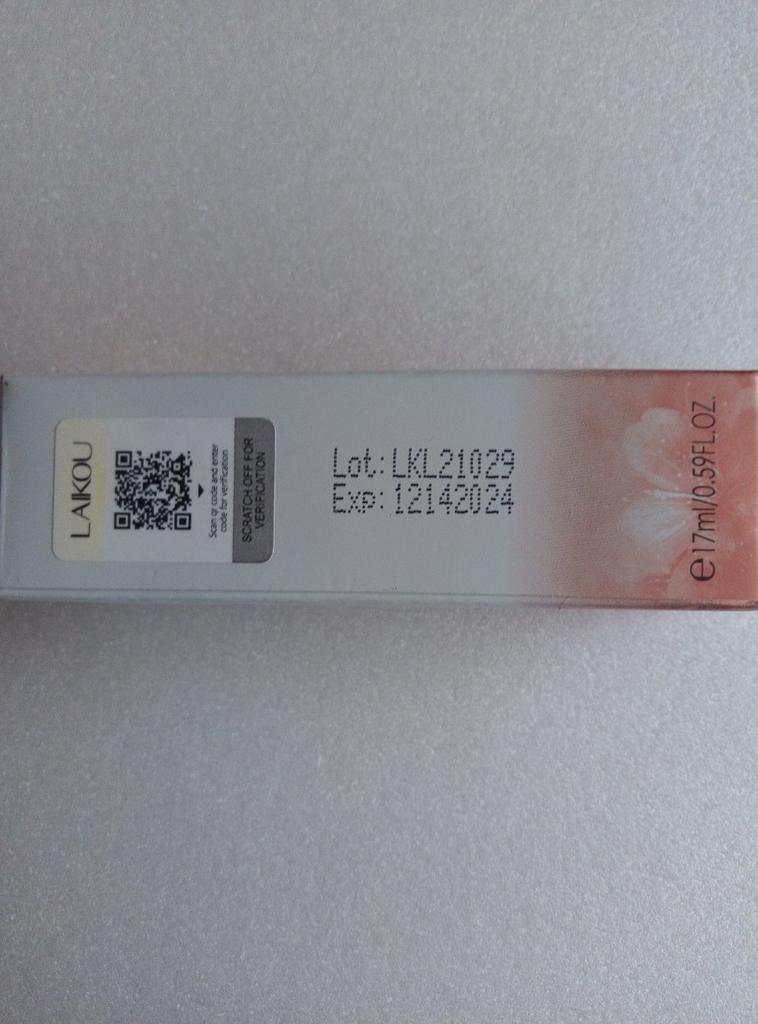 LAIKOU
Scan qr code and enter
code for verification
SCRATCH OFF FOR
VERIFICATION
Lot: LKL21029
Exp: 12142024
e17ml/0.59FL.OZ.